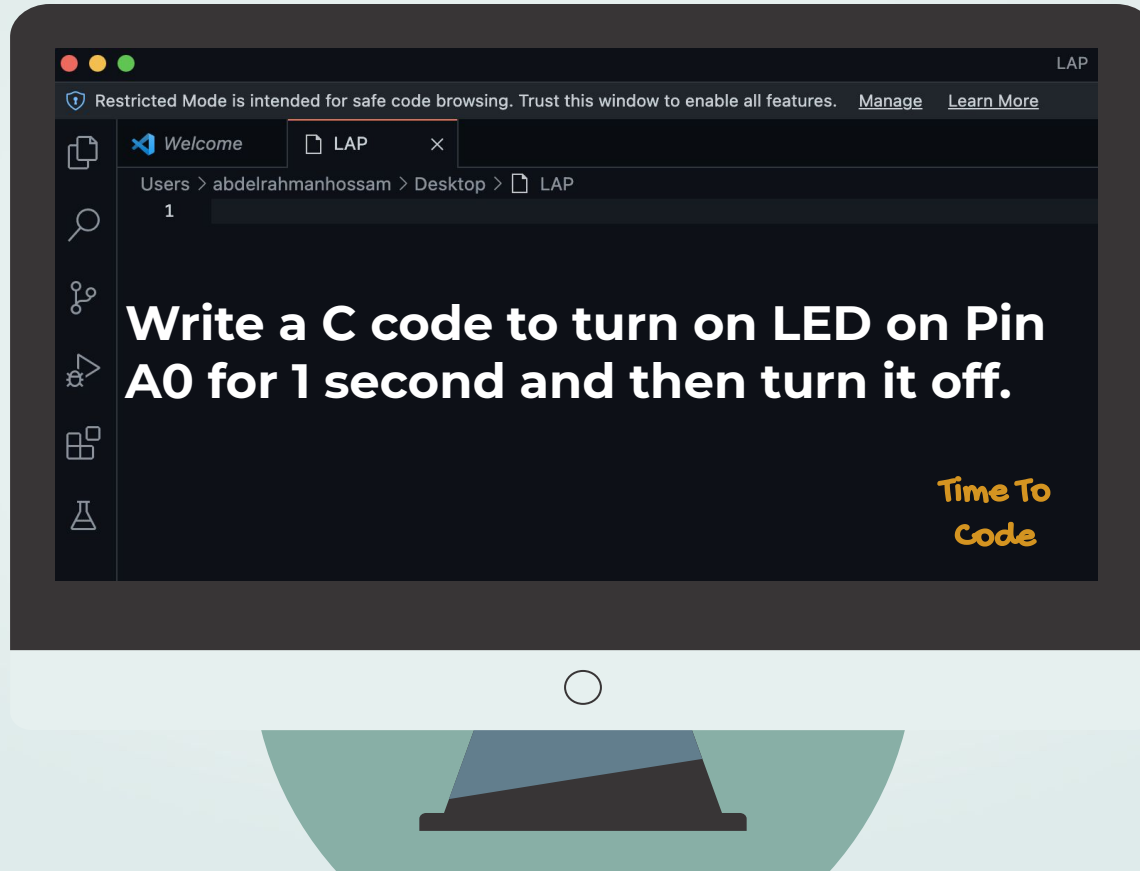 LAP
Restricted Mode is intended for safe code browsing. Trust this window to enable all features. Manage Learn More
Welcome LAP
Users > abdelrahmanhossam > Desktop > LAP
1
Write a C code to turn on LED on Pin
A0 for 1 second and then turn it off.
Time To
Code